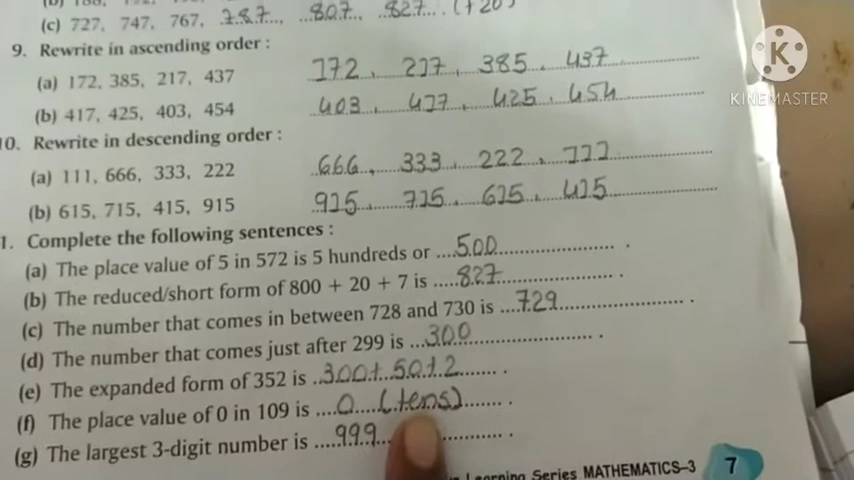 (c) 727, 747, 767, 787, 807, 827 (+20)
9. Rewrite in ascending order :
(a) 172, 385, 217, 437 172, 217, 385, 437
KINEMASTER
(b) 417, 425, 403, 454 403, 417, 425, 454
10. Rewrite in descending order :
(a) 111, 666, 333, 222 666, 333, 222, 111
(b) 615, 715, 415, 915 915, 715, 615, 415
1. Complete the following sentences :
(a) The place value of 5 in 572 is 5 hundreds or 500.
(b) The reduced/short form of 800 + 20 + 7 is 827.
(c) The number that comes in between 728 and 730 is 729.
(d) The number that comes just after 299 is 300.
(e) The expanded form of 352 is 300+50+2.
(f) The place value of 0 in 109 is 0 (tens).
(g) The largest 3-digit number is 999.
Learning Series MATHEMATICS–3 7